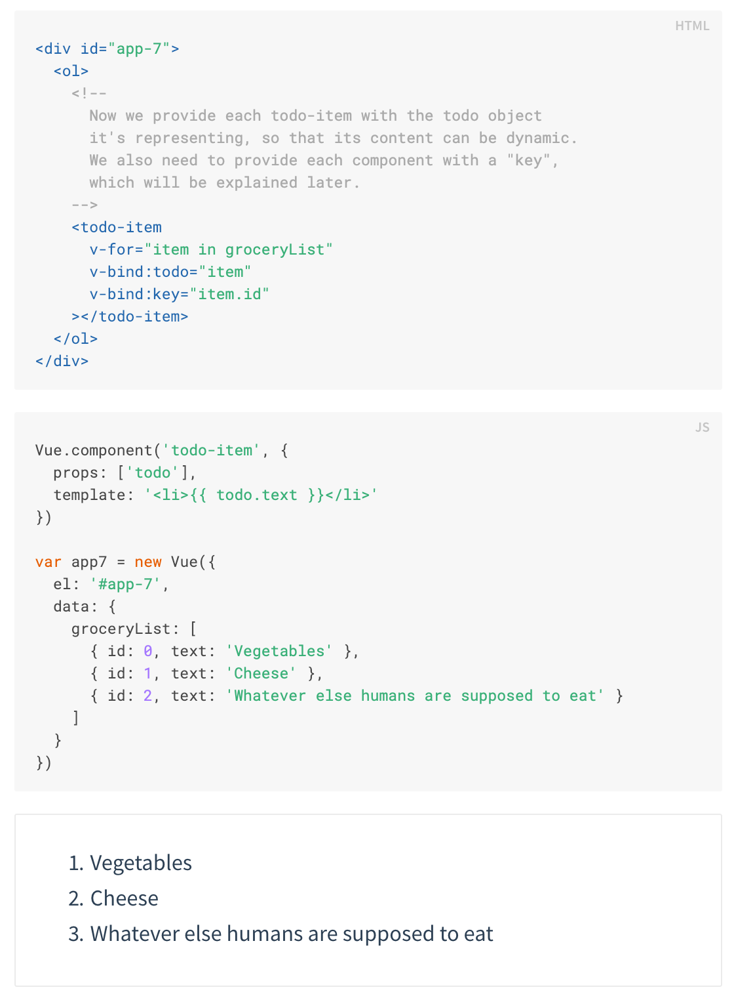 HTML
<div id="app-7">
  <ol>
    <!--
      Now we provide each todo-item with the todo object
      it's representing, so that its content can be dynamic.
      We also need to provide each component with a "key",
      which will be explained later.
    -->
    <todo-item
      v-for="item in groceryList"
      v-bind:todo="item"
      v-bind:key="item.id"
    ></todo-item>
  </ol>
</div>
JS
Vue.component('todo-item', {
  props: ['todo'],
  template: '<li>{{ todo.text }}</li>'
})

var app7 = new Vue({
  el: '#app-7',
  data: {
    groceryList: [
      { id: 0, text: 'Vegetables' },
      { id: 1, text: 'Cheese' },
      { id: 2, text: 'Whatever else humans are supposed to eat' }
    ]
  }
})
1. Vegetables
2. Cheese
3. Whatever else humans are supposed to eat